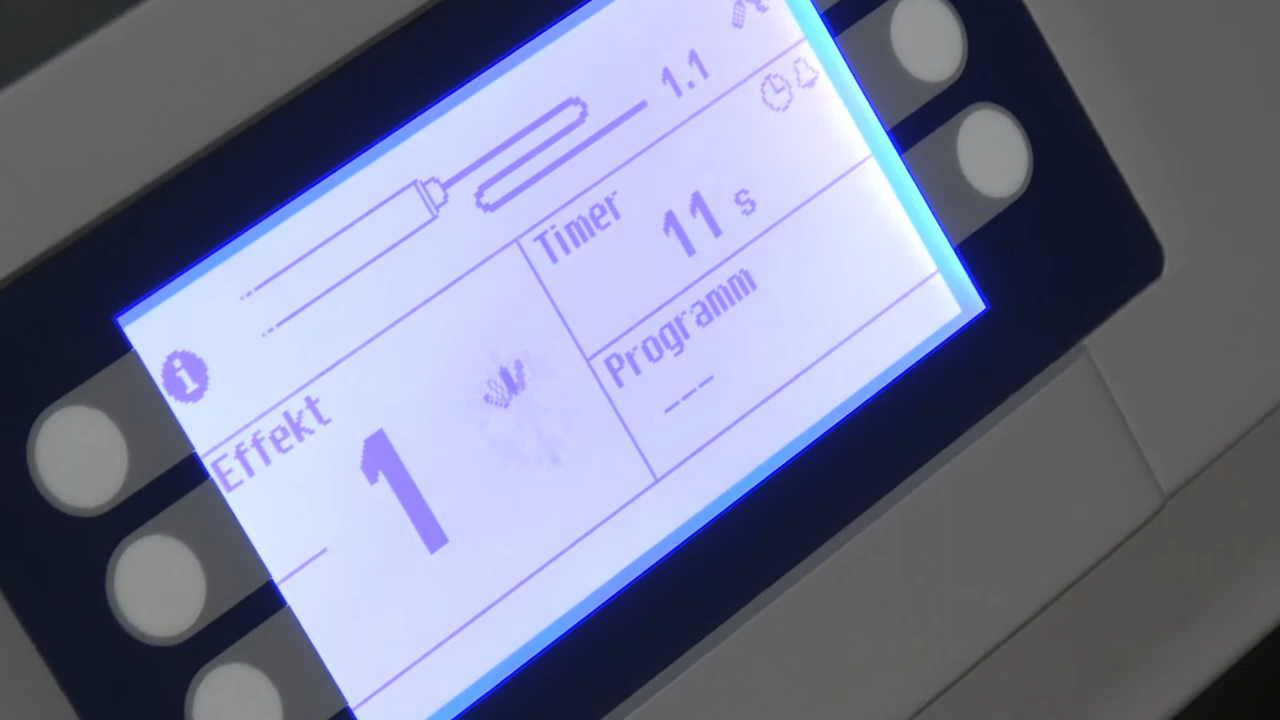 1.1
i
Timer
11 s
Effekt
1
Programm
---